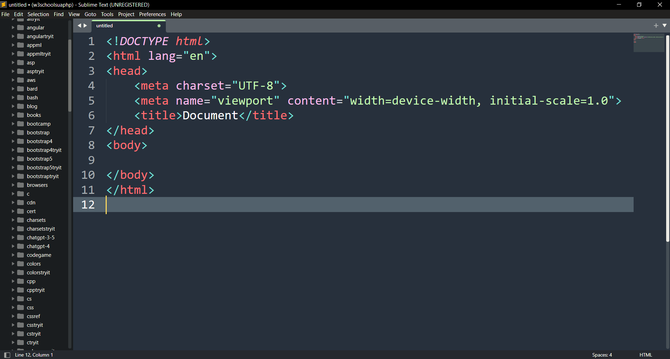 untitled • (w3schoolsuaphp) - Sublime Text (UNREGISTERED)
File Edit Selection Find View Goto Tools Project Preferences Help
untitled
angular
angulartryit
appml
appmltryit
asp
asptryit
aws
bard
bash
blog
books
bootcamp
bootstrap
bootstrap4
bootstrap4tryit
bootstrap5
bootstrap5tryit
bootstraptryit
browsers
c
cdn
cert
charsets
charsetstryit
chatgpt-3-5
chatgpt-4
codegame
colors
colorstryit
cpp
cpptryit
cs
css
cssref
csstryit
cstryit
ctryit
1 <!DOCTYPE html>
2 <html lang="en">
3 <head>
4 <meta charset="UTF-8">
5 <meta name="viewport" content="width=device-width, initial-scale=1.0">
6 <title>Document</title>
7 </head>
8 <body>
9
10 </body>
11 </html>
12
Line 12, Column 1
Spaces: 4
HTML